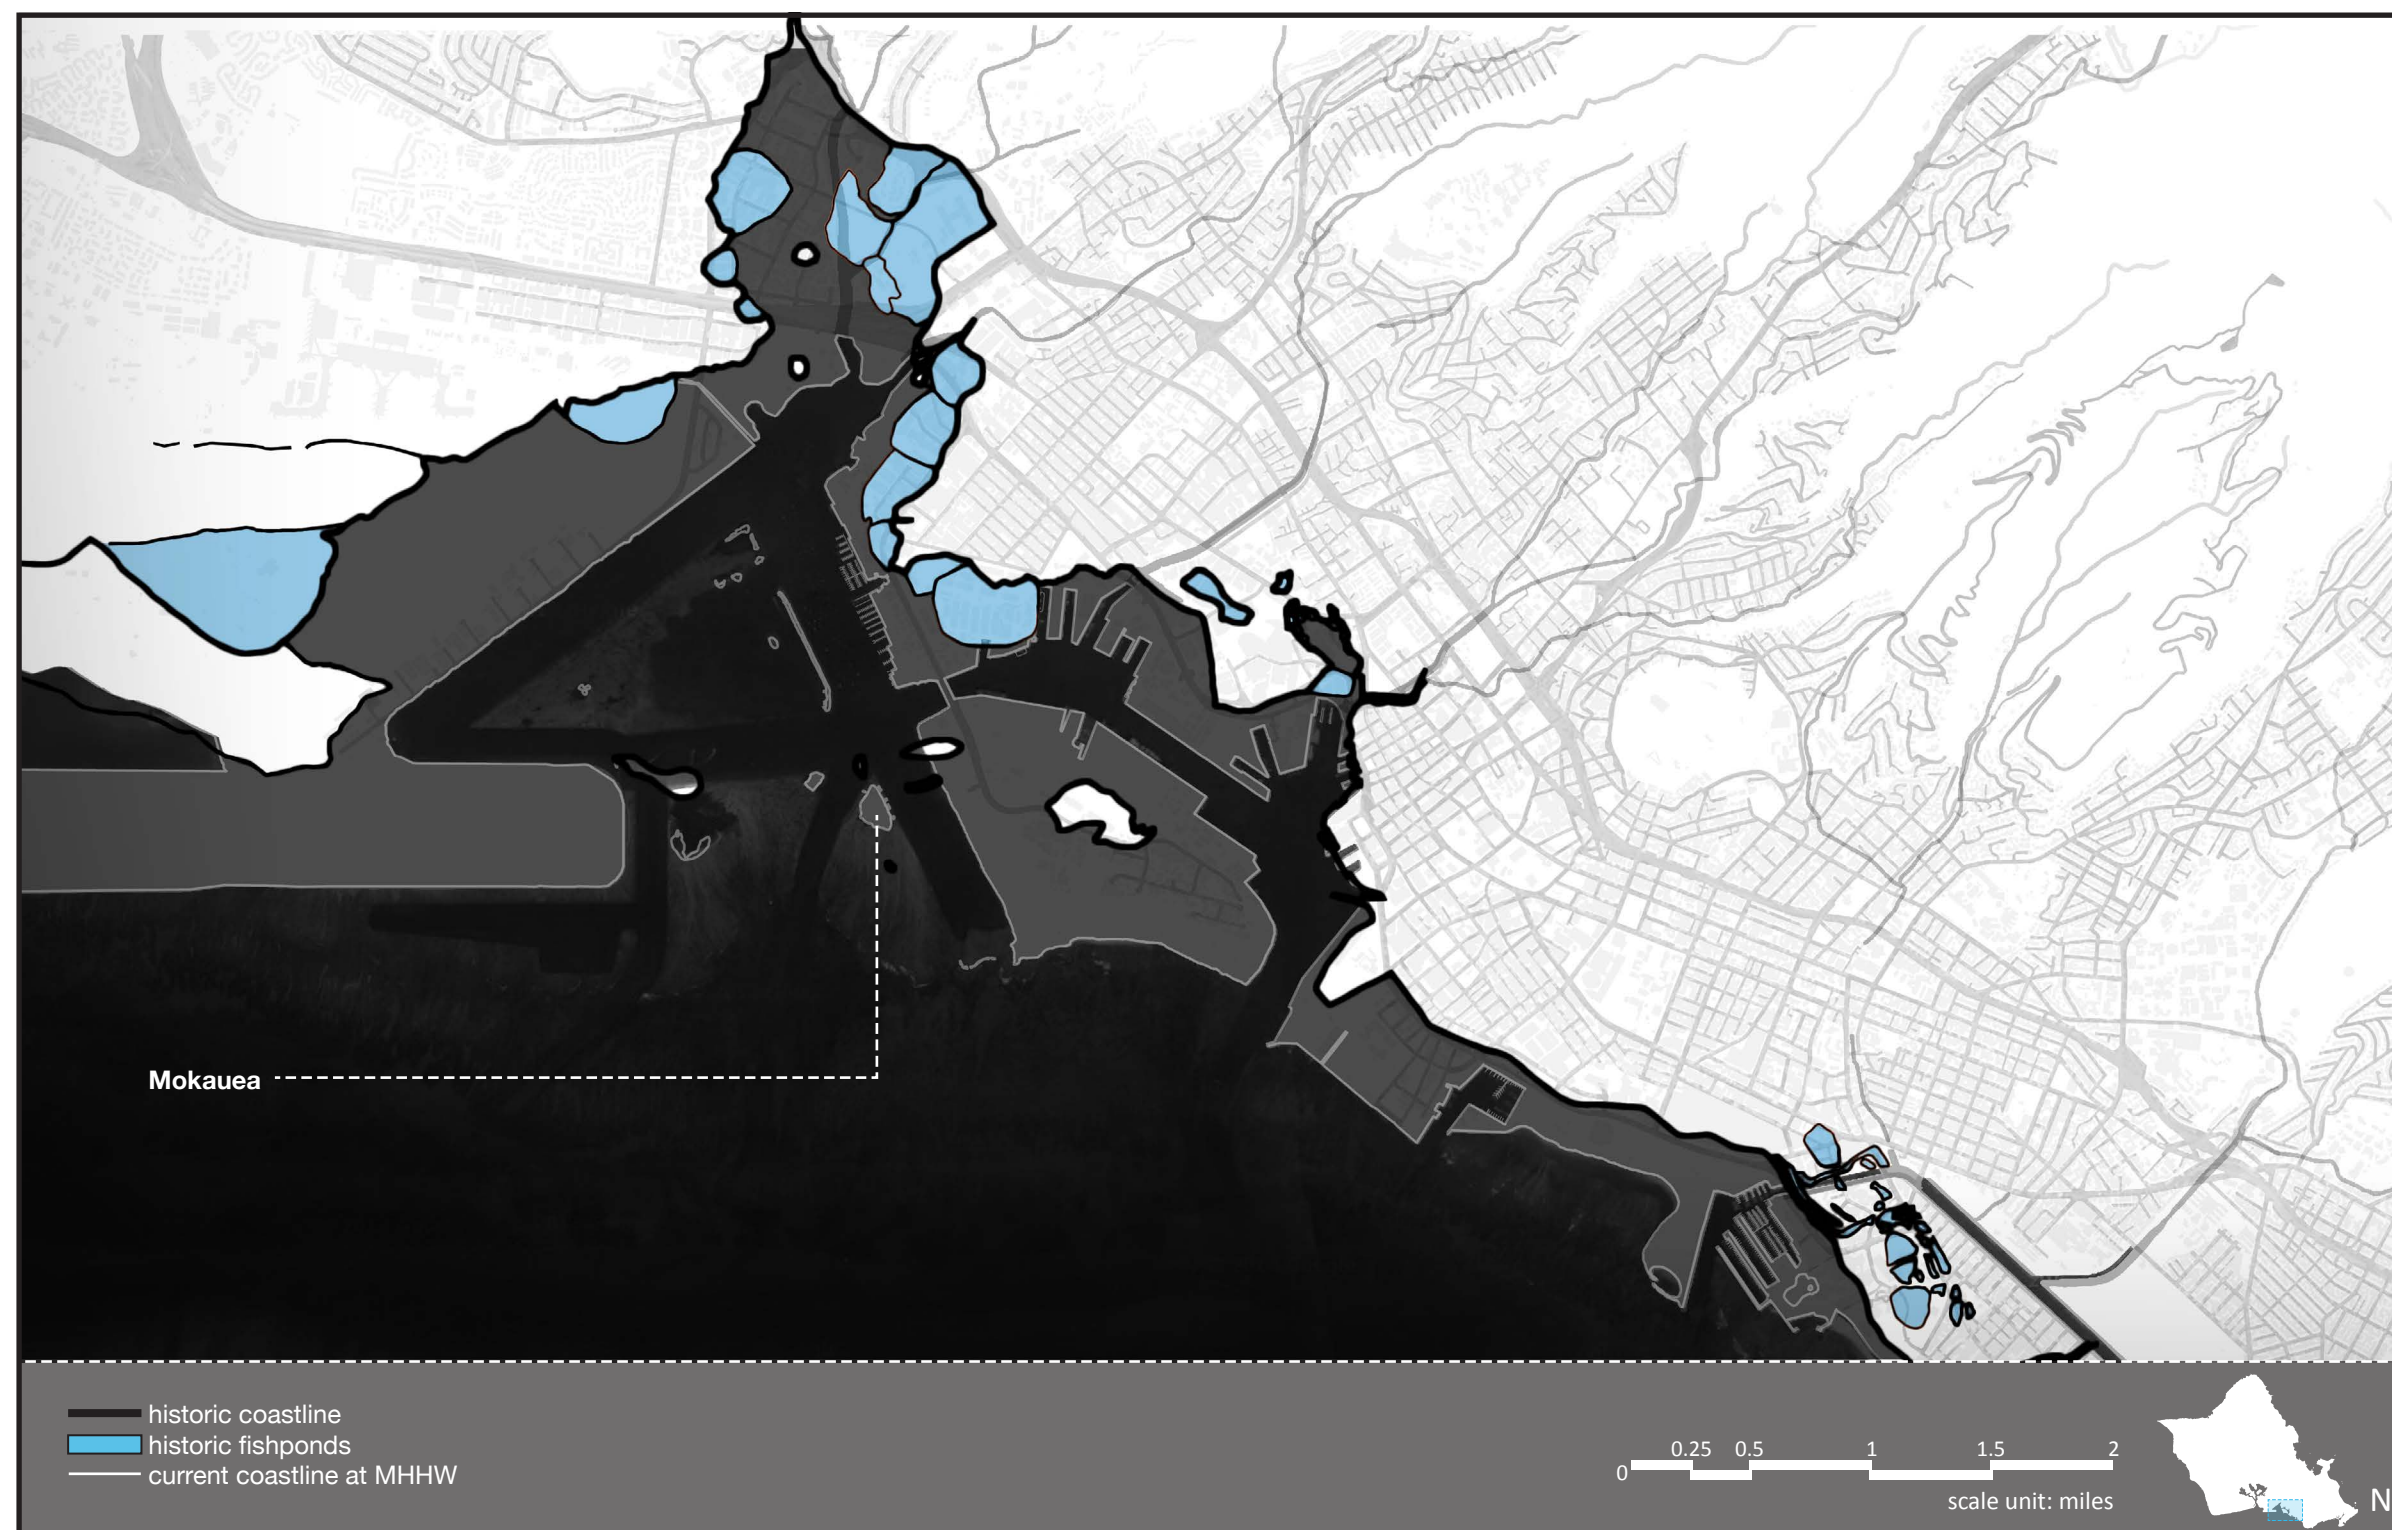 Mokauea
historic coastline
historic fishponds
current coastline at MHHW
0 0.25 0.5 1 1.5 2
scale unit: miles
N